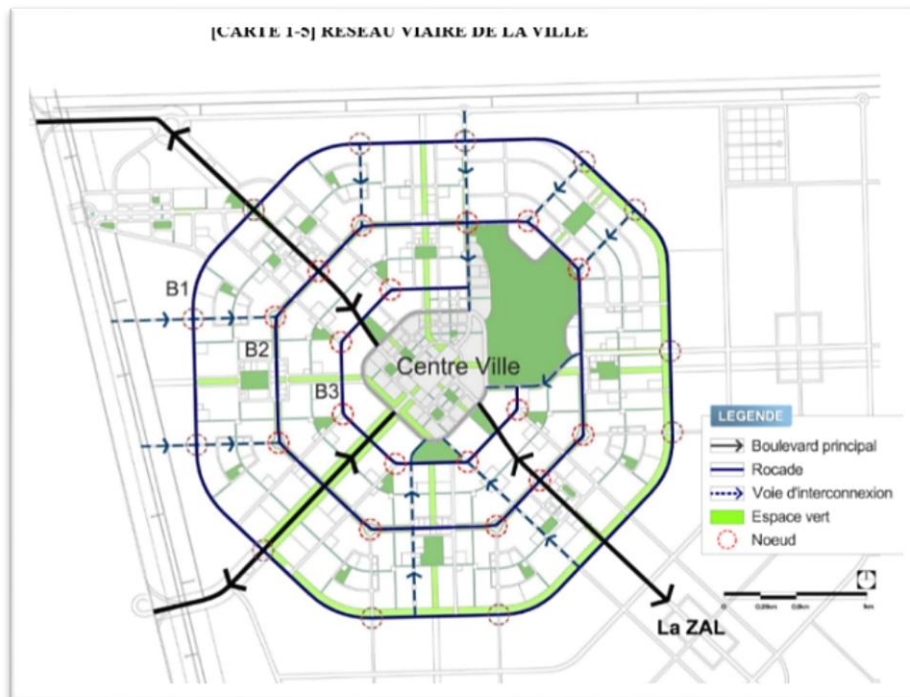 [CARTE 1-5] RESEAU VIAIRE DE LA VILLE
B1
B2
Centre Ville
B3
LEGENDE
Boulevard principal
Rocade
Voie d'interconnexion
Espace vert
Noeud
La ZAL